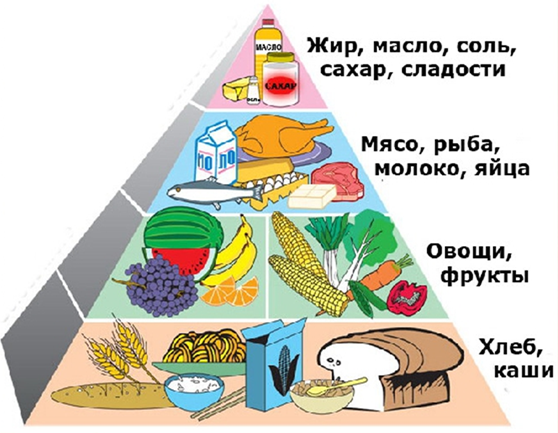 Жир, масло, соль,
сахар, сладости
МАСЛО
САХАР
Мясо, рыба,
молоко, яйца
МО ЛО
Овощи,
фрукты
Хлеб,
каши